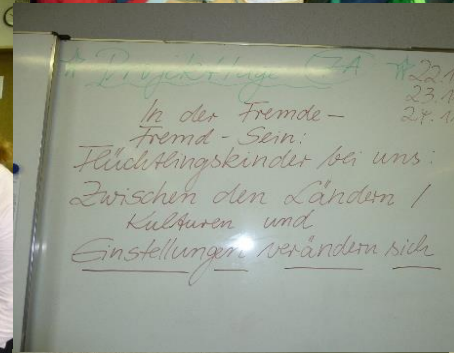 ☆ Projekttage 7A ☆
22.1
23.1
24.1
In der Fremde -
Fremd - Sein:
Flüchtlingskinder bei uns:
Zwischen den Ländern /
Kulturen und
Einstellungen verändern sich